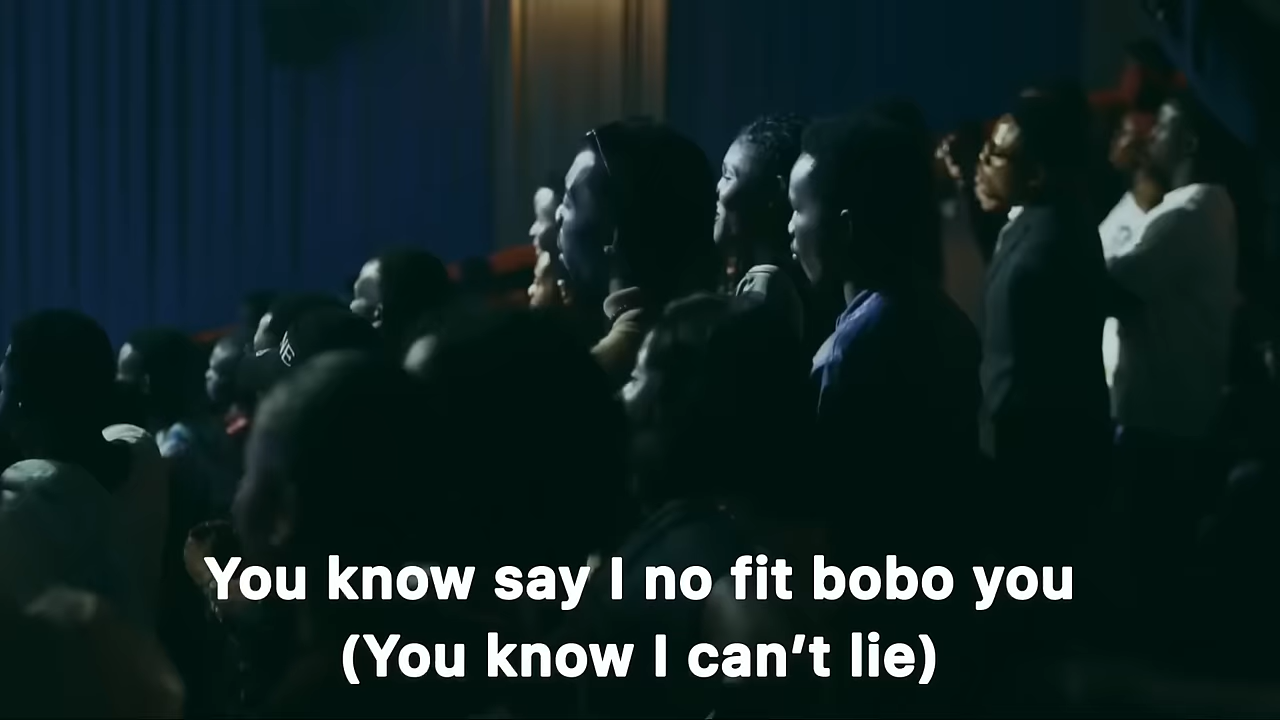 You know say I no fit bobo you
(You know I can’t lie)